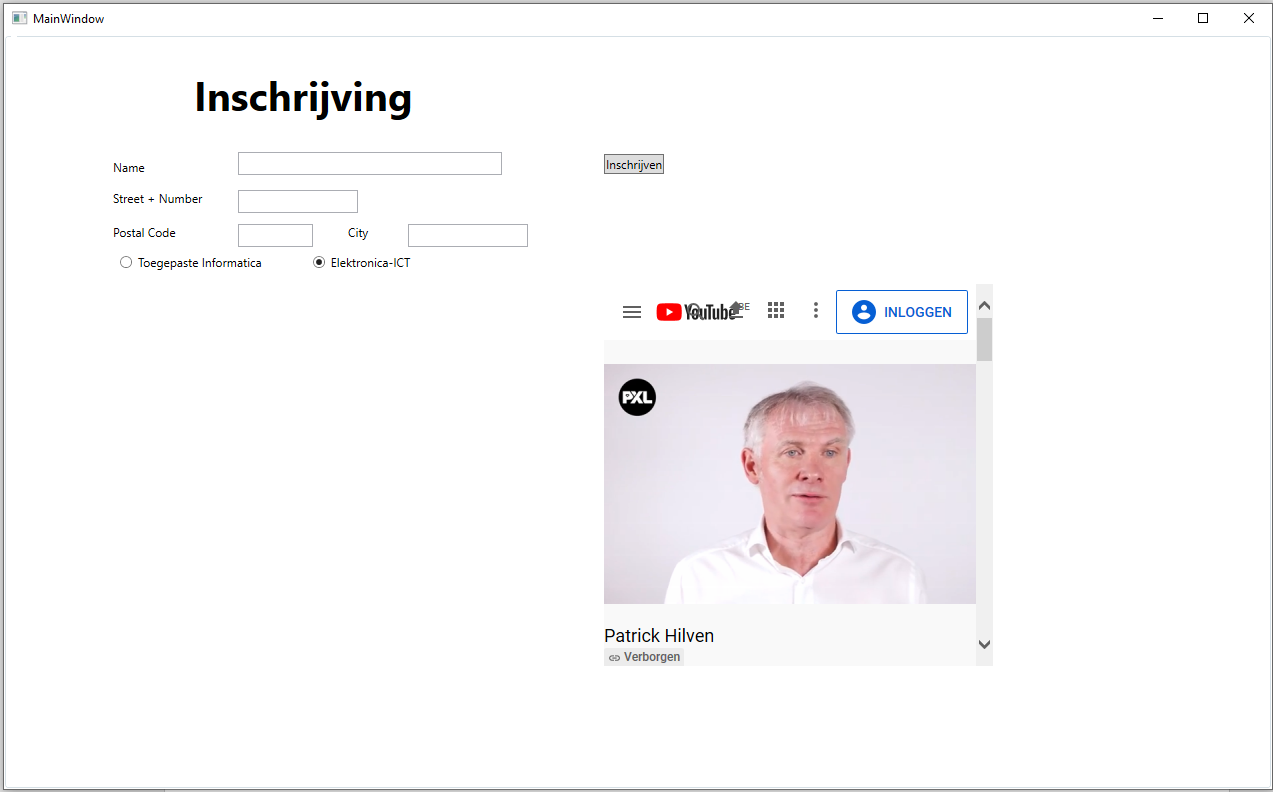 MainWindow
Inschrijving
Name
Inschrijven
Street + Number
Postal Code City
Toegepaste Informatica Elektronica-ICT
YouTube BE INLOGGEN
PXL
Patrick Hilven
Verborgen